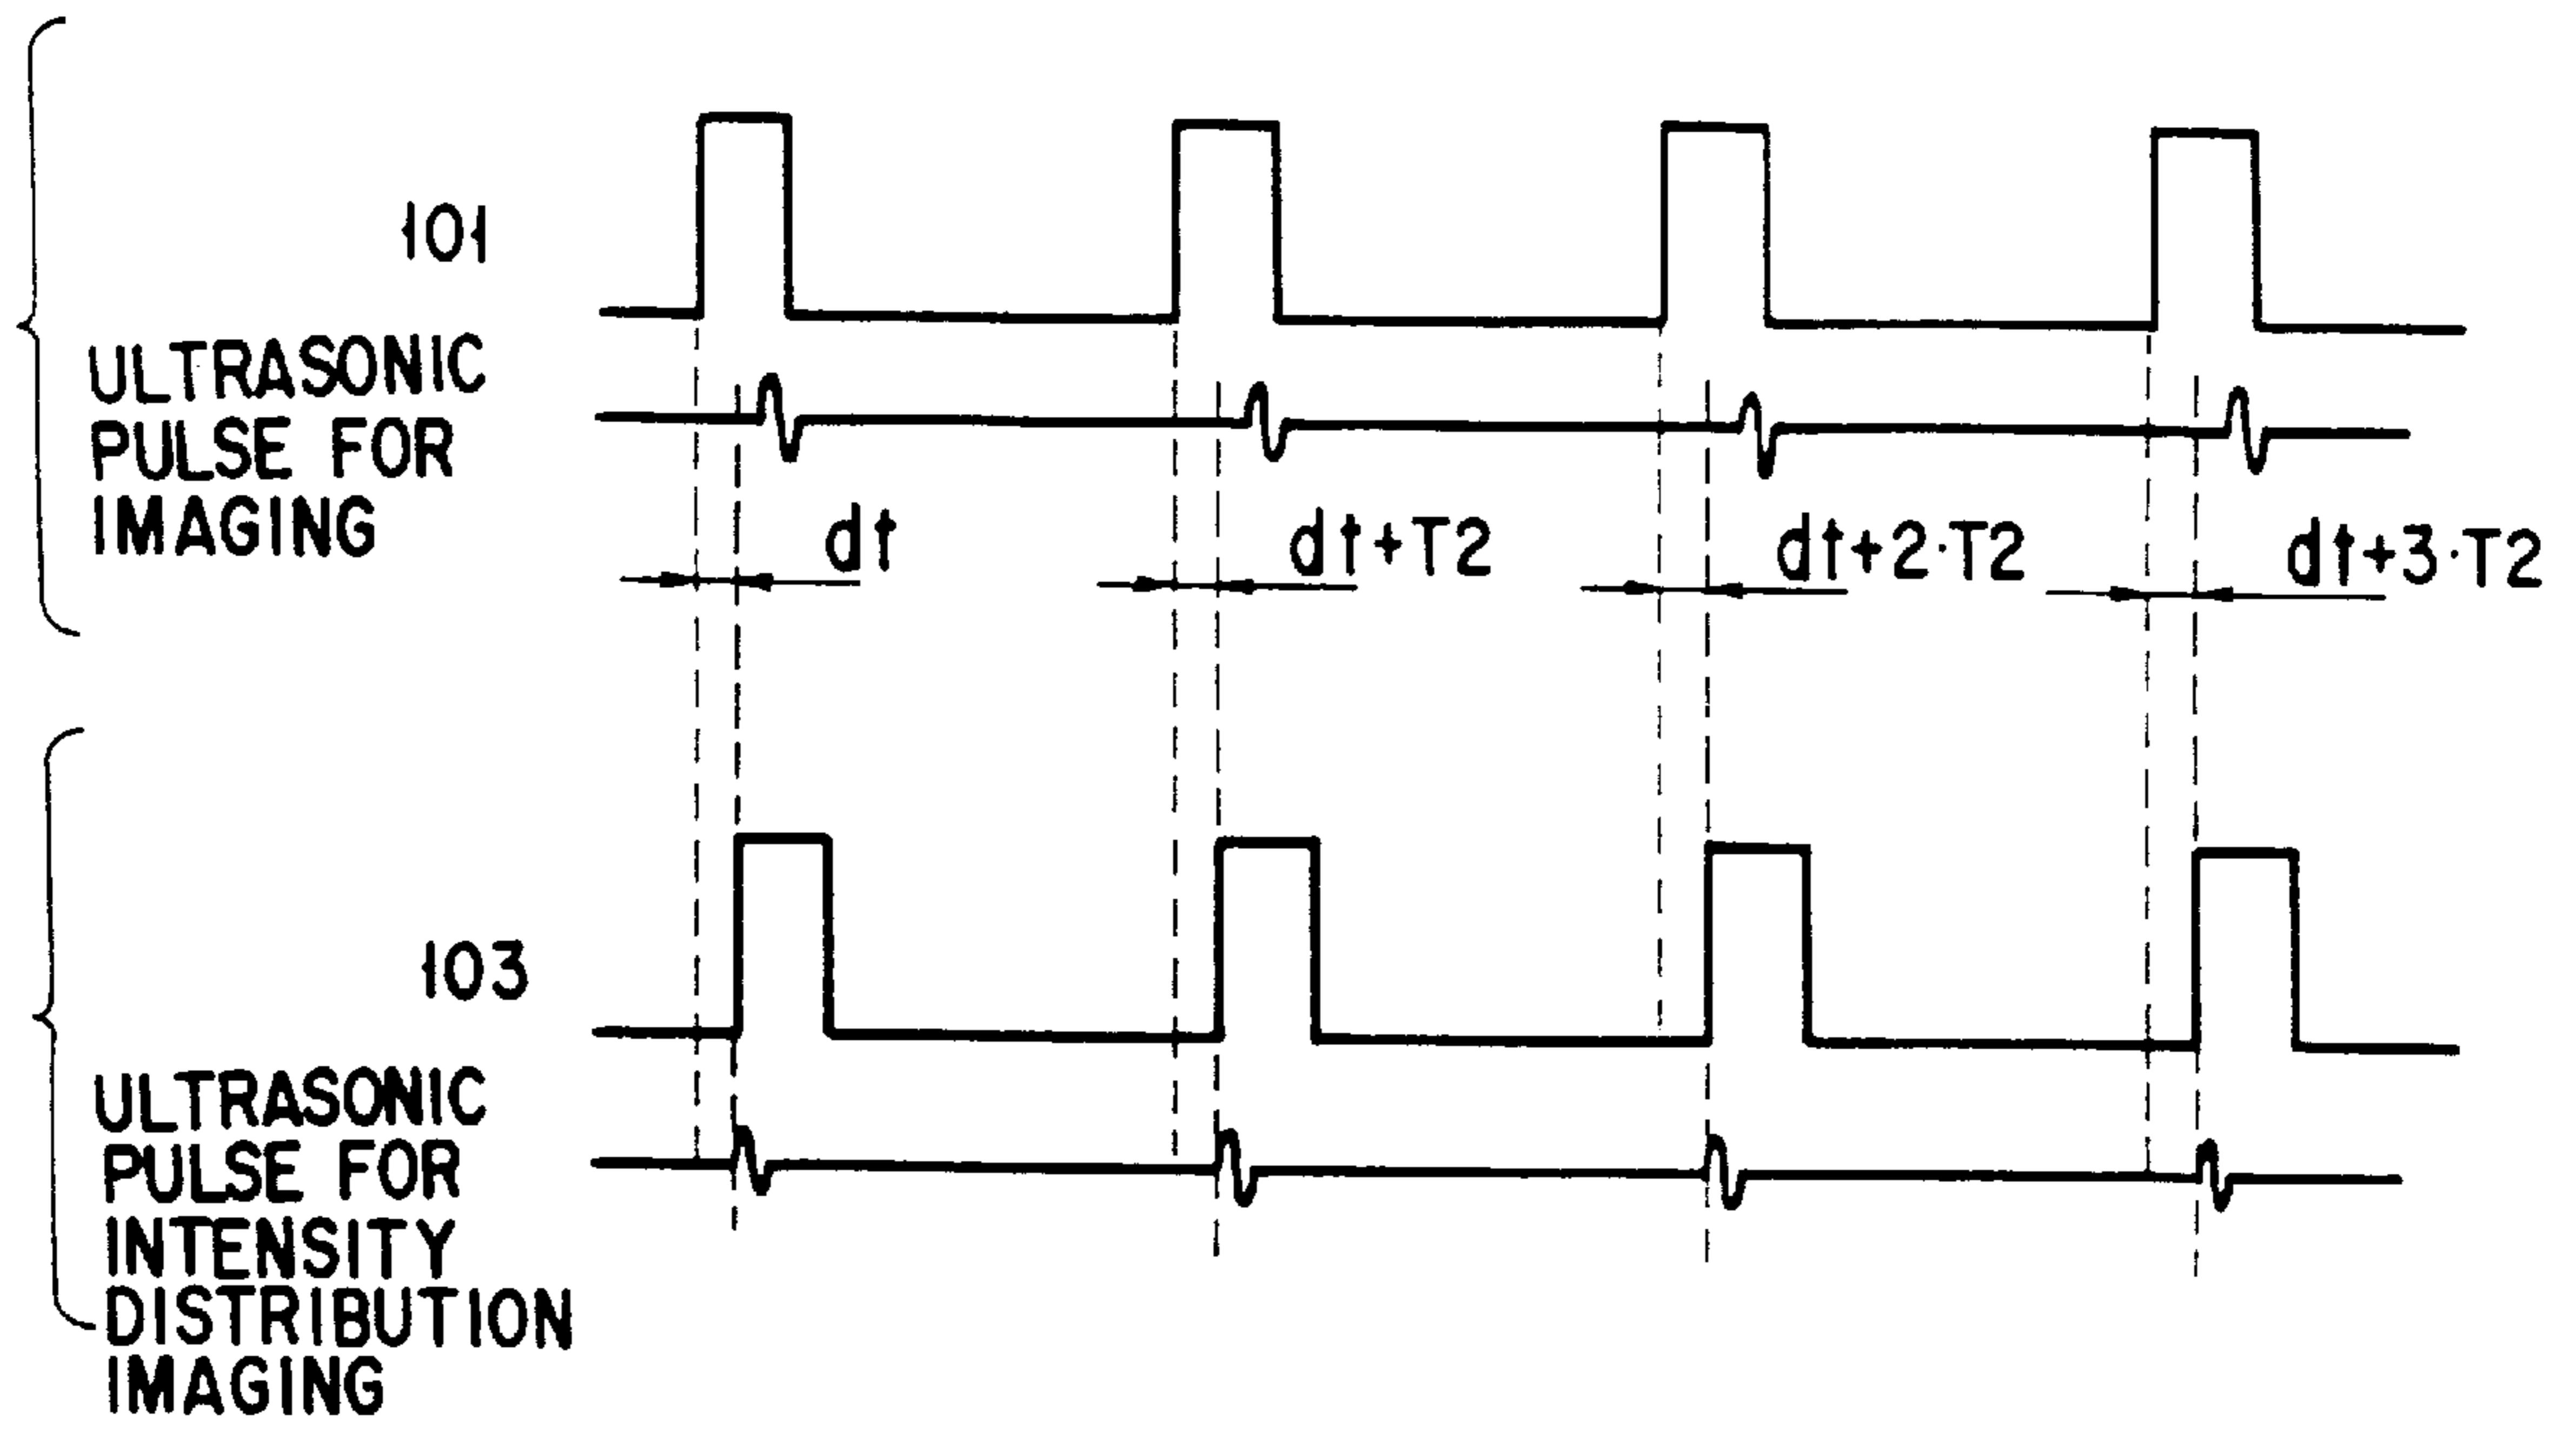 101
ULTRASONIC
PULSE FOR
IMAGING
dt
dt+T2
dt+2·T2
dt+3·T2
103
ULTRASONIC
PULSE FOR
INTENSITY
DISTRIBUTION
IMAGING